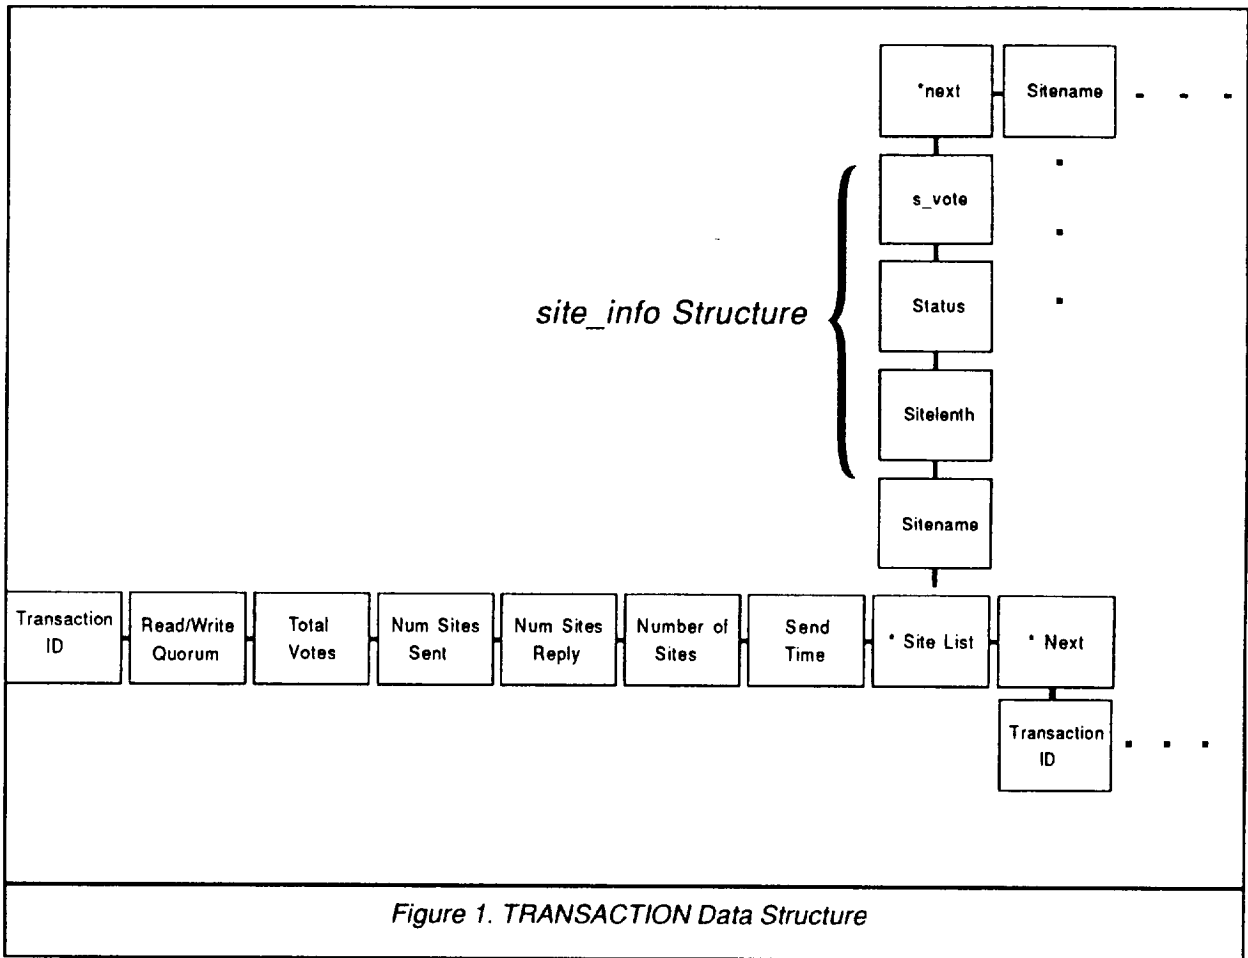 *next
Sitename
s_vote
site_info Structure
Status
Sitelenth
Sitename
Transaction
ID
Read/Write
Quorum
Total
Votes
Num Sites
Sent
Num Sites
Reply
Number of
Sites
Send
Time
* Site List
* Next
Transaction
ID
Figure 1. TRANSACTION Data Structure